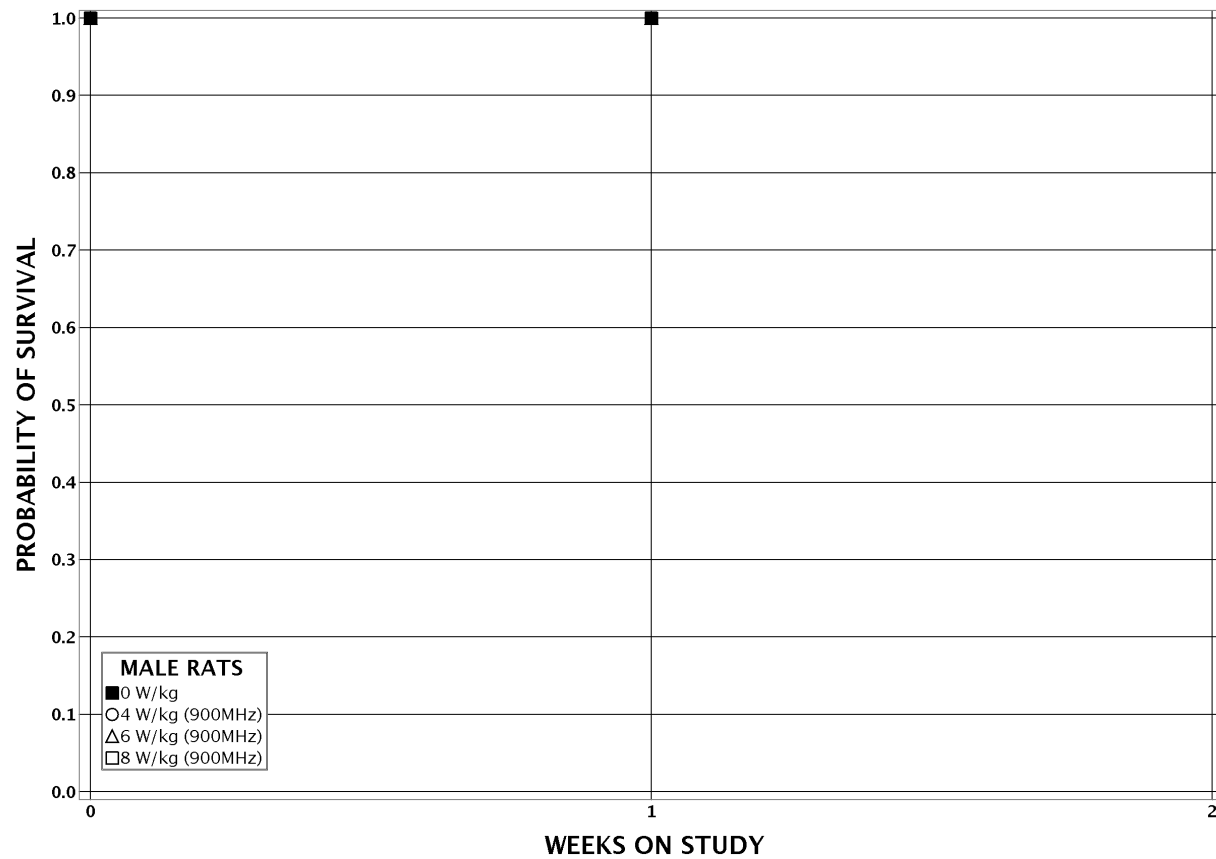 1.0
0.9
0.8
0.7
0.6
0.5
0.4
0.3
0.2
0.1
0.0
PROBABILITY OF SURVIVAL
MALE RATS
0 W/kg
4 W/kg (900MHz)
6 W/kg (900MHz)
8 W/kg (900MHz)
0 1 2
WEEKS ON STUDY